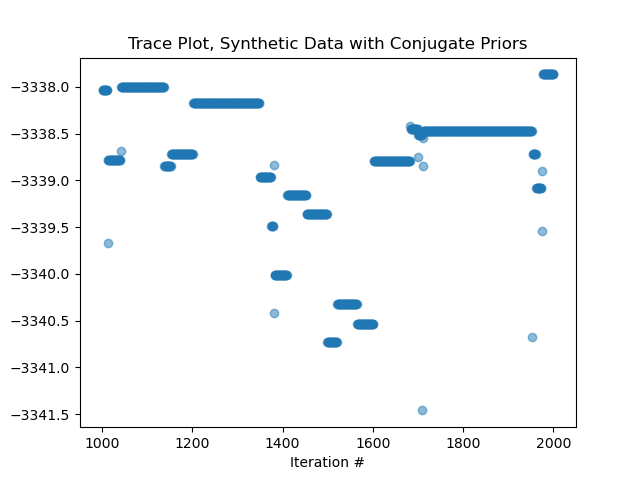 Trace Plot, Synthetic Data with Conjugate Priors
−3338.0
−3338.5
−3339.0
−3339.5
−3340.0
−3340.5
−3341.0
−3341.5
1000 1200 1400 1600 1800 2000
Iteration #